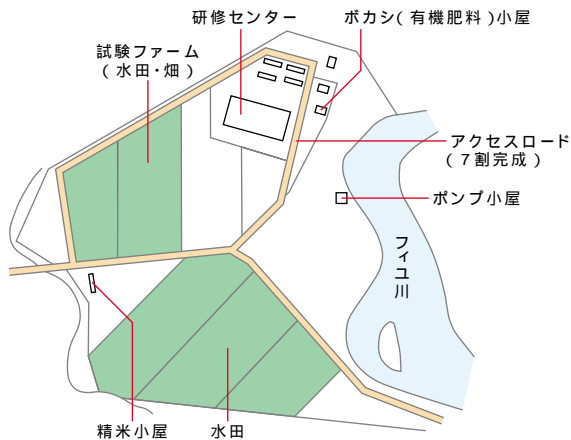 研修センター
ボカシ(有機肥料)小屋
試験ファーム
(水田・畑)
アクセスロード
(7割完成)
ポンプ小屋
フィユ川
精米小屋
水田